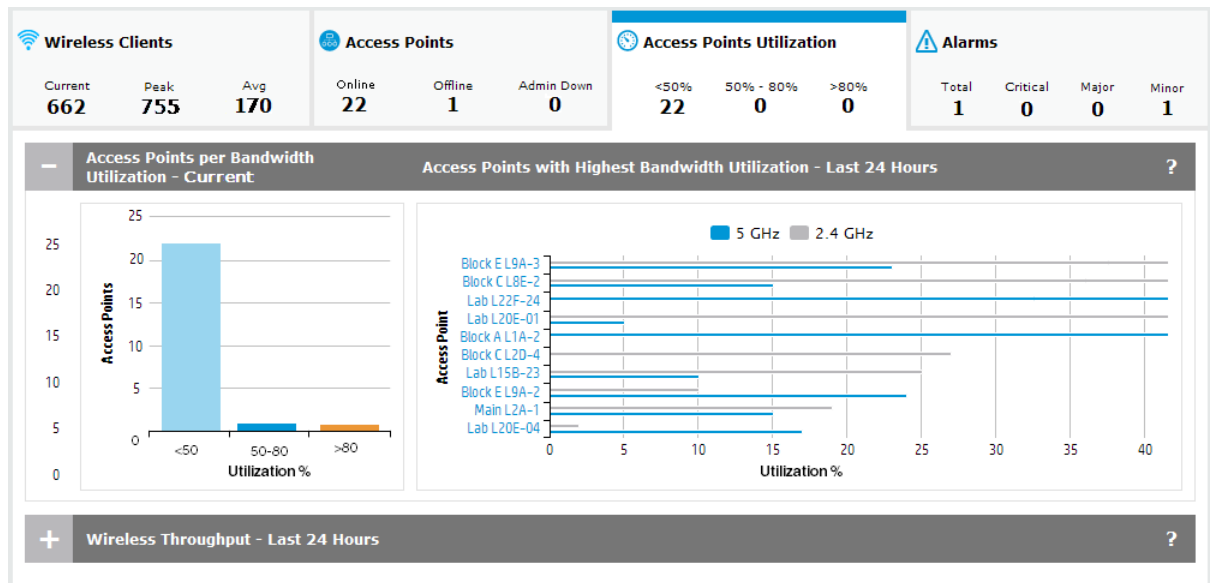 Wireless Clients
Current Peak Avg
662 755 170
Access Points
Online Offline Admin Down
22 1 0
Access Points Utilization
<50% 50% - 80% >80%
22 0 0
Alarms
Total Critical Major Minor
1 0 0 1
−
Access Points per Bandwidth
Utilization - Current
Access Points with Highest Bandwidth Utilization - Last 24 Hours
?
25
20
15
10
5
0
Access Points
25
20
15
10
5
0
<50 50-80 >80
Utilization %
5 GHz 2.4 GHz
Access Point
Block E L9A-3
Block C L8E-2
Lab L22F-24
Lab L20E-01
Block A L1A-2
Block C L2D-4
Lab L15B-23
Block E L9A-2
Main L2A-1
Lab L20E-04
0 5 10 15 20 25 30 35 40
Utilization %
+
Wireless Throughput - Last 24 Hours
?